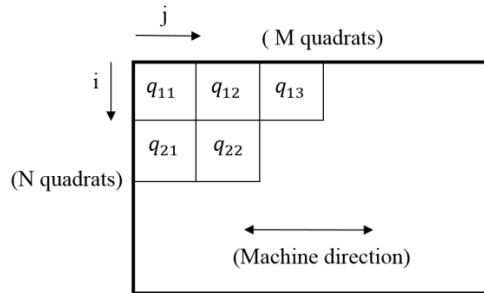 j
( M quadrats)
i
q₁₁ q₁₂ q₁₃
q₂₁ q₂₂
(N quadrats)
(Machine direction)